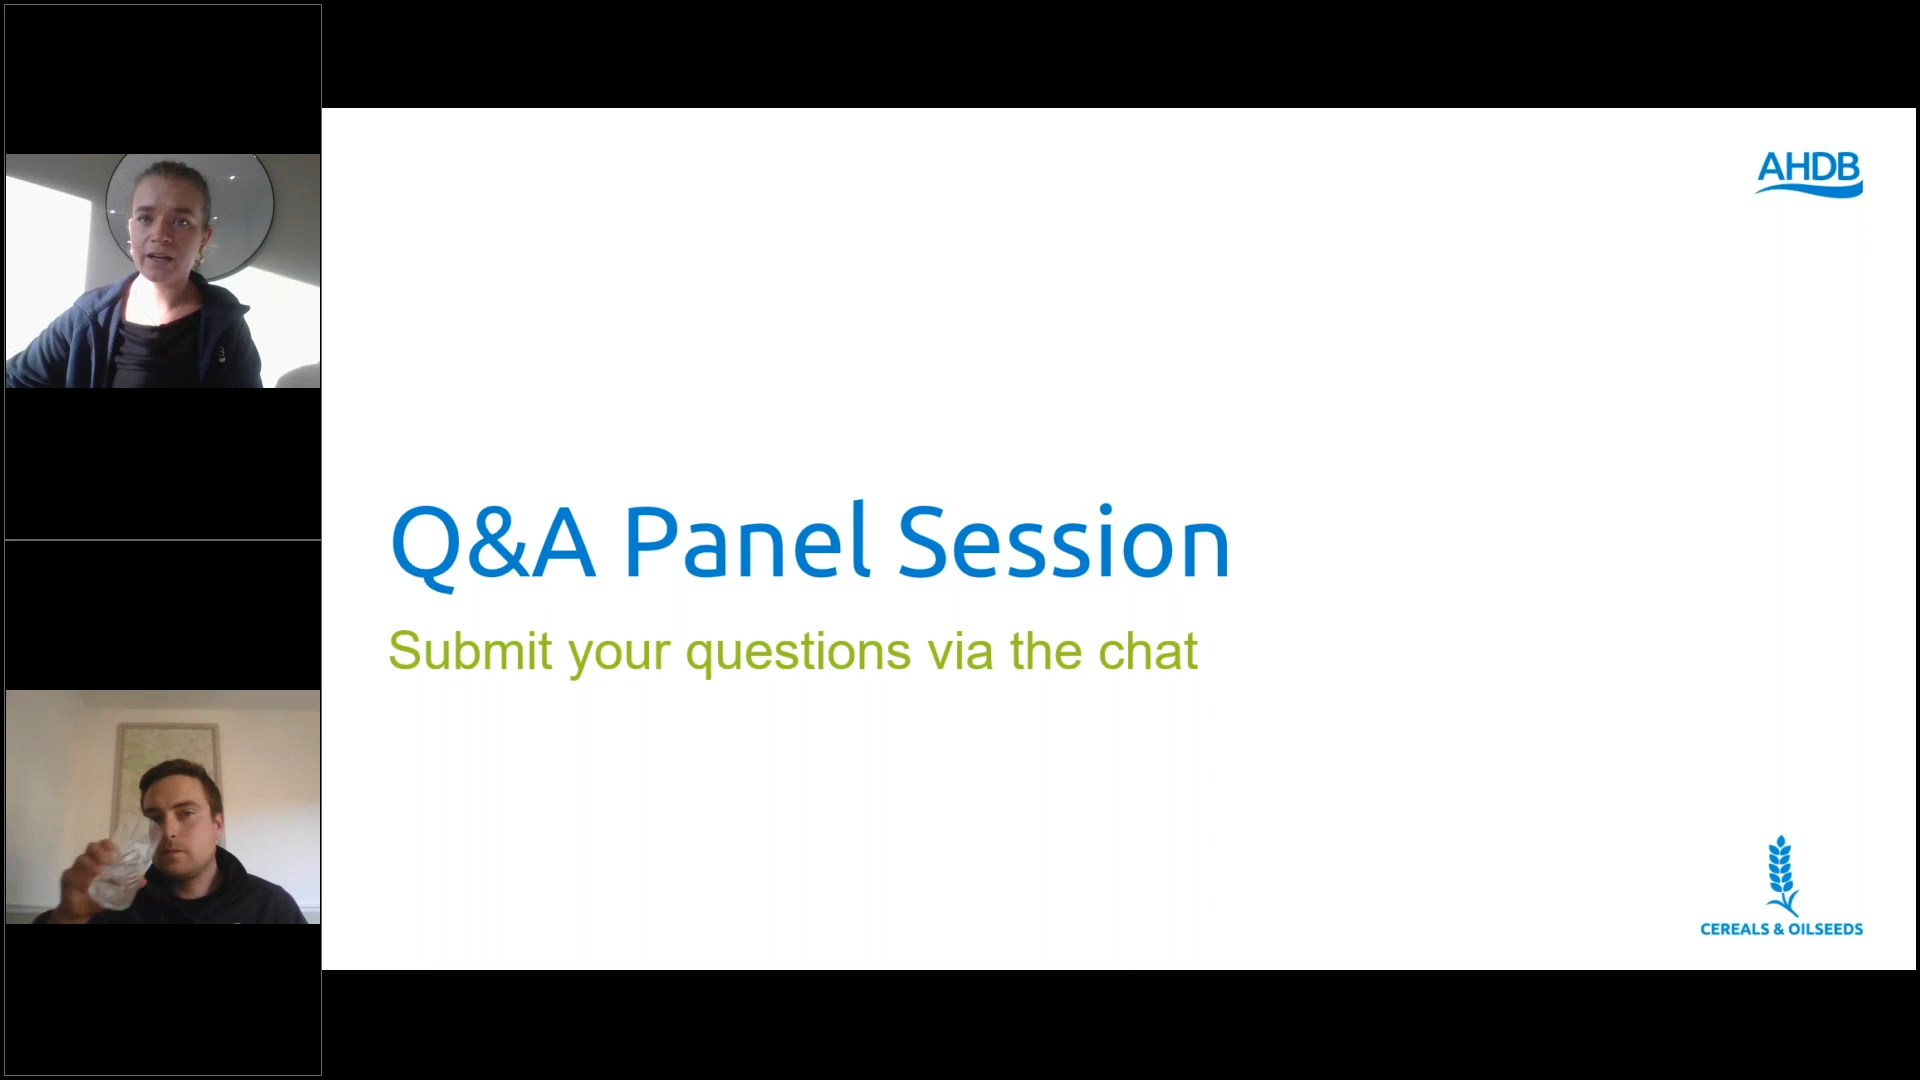 AHDB
Q&A Panel Session
Submit your questions via the chat
CEREALS & OILSEEDS